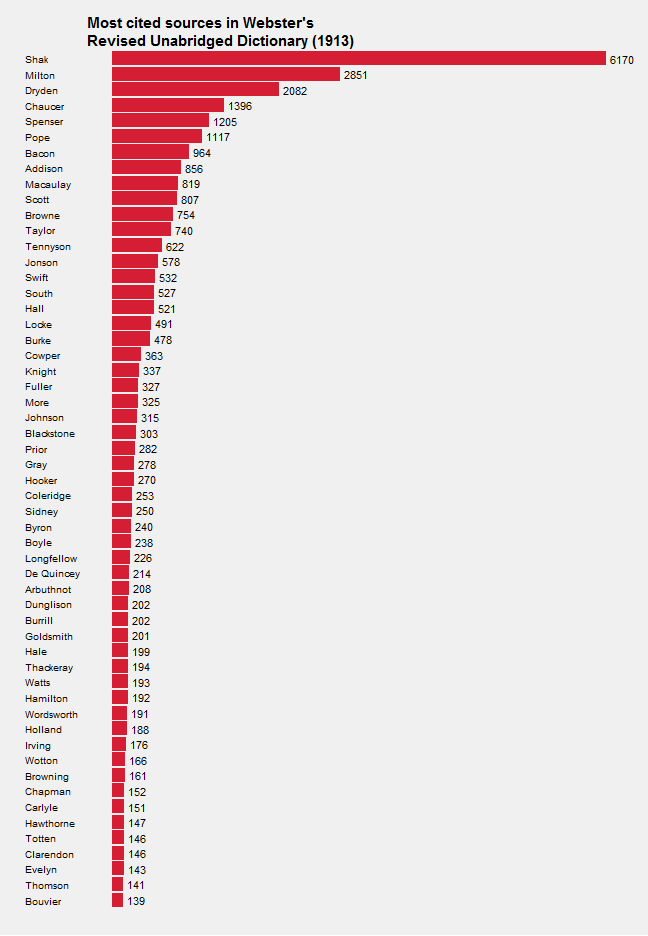 Most cited sources in Webster's
Revised Unabridged Dictionary (1913)
Shak 6170
Milton 2851
Dryden 2082
Chaucer 1396
Spenser 1205
Pope 1117
Bacon 964
Addison 856
Macaulay 819
Scott 807
Browne 754
Taylor 740
Tennyson 622
Jonson 578
Swift 532
South 527
Hall 521
Locke 491
Burke 478
Cowper 363
Knight 337
Fuller 327
More 325
Johnson 315
Blackstone 303
Prior 282
Gray 278
Hooker 270
Coleridge 253
Sidney 250
Byron 240
Boyle 238
Longfellow 226
De Quincey 214
Arbuthnot 208
Dunglison 202
Burrill 202
Goldsmith 201
Hale 199
Thackeray 194
Watts 193
Hamilton 192
Wordsworth 191
Holland 188
Irving 176
Wotton 166
Browning 161
Chapman 152
Carlyle 151
Hawthorne 147
Totten 146
Clarendon 146
Evelyn 143
Thomson 141
Bouvier 139